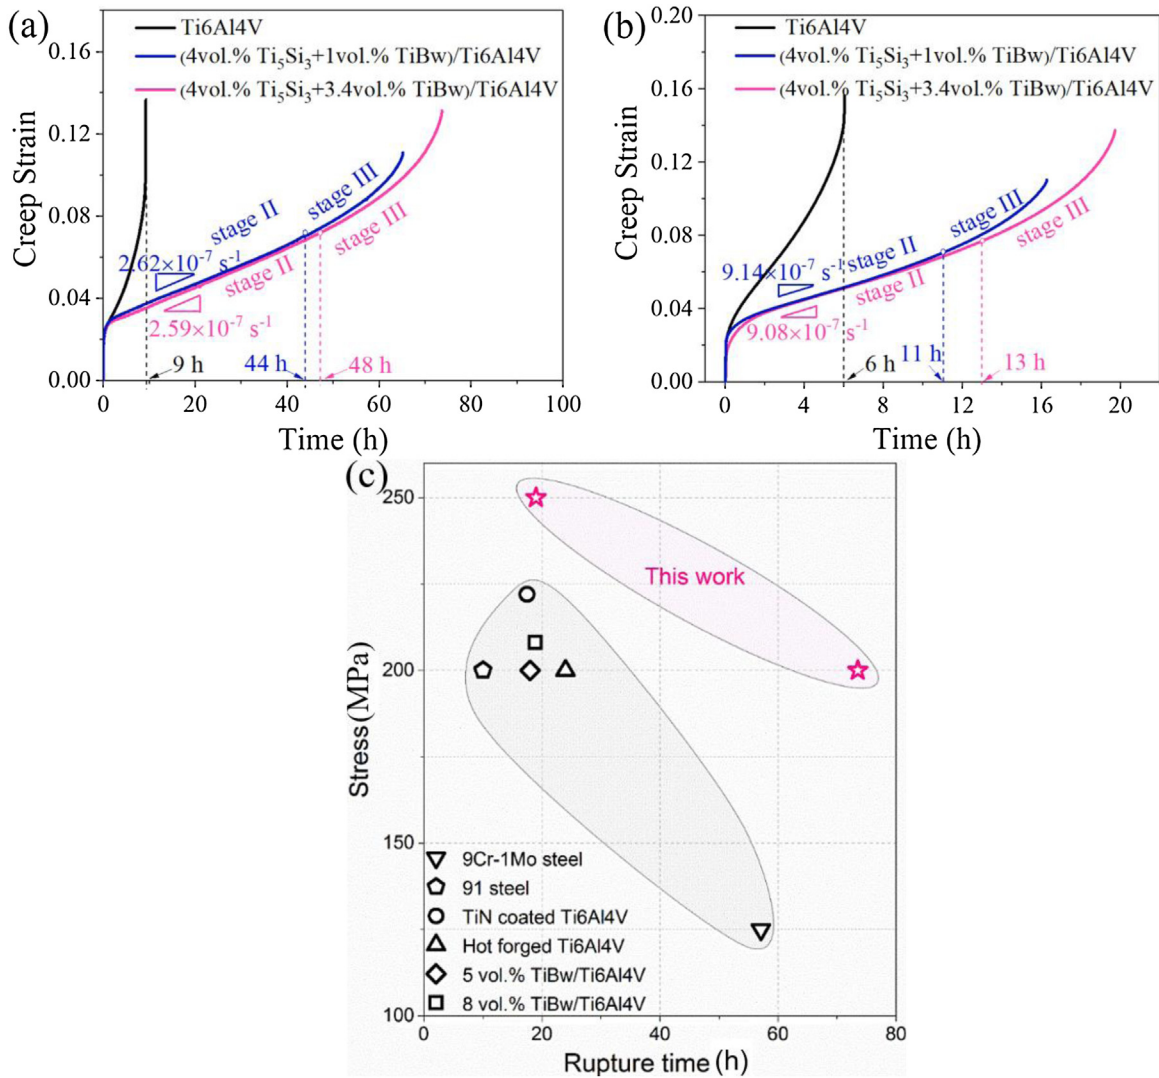 (a)
0.16
0.12
0.08
0.04
0.00
Creep Strain
Ti6Al4V
(4vol.% Ti₅Si₃+1vol.% TiBw)/Ti6Al4V
(4vol.% Ti₅Si₃+3.4vol.% TiBw)/Ti6Al4V
stage II
stage III
2.62×10⁻⁷ s⁻¹
stage II
stage III
2.59×10⁻⁷ s⁻¹
9 h
44 h
48 h
0
20
40
60
80
100
Time (h)
(b)
0.20
0.16
0.12
0.08
0.04
0.00
Creep Strain
Ti6Al4V
(4vol.% Ti₅Si₃+1vol.% TiBw)/Ti6Al4V
(4vol.% Ti₅Si₃+3.4vol.% TiBw)/Ti6Al4V
9.14×10⁻⁷ s⁻¹
stage II
stage III
stage II
stage III
9.08×10⁻⁷ s⁻¹
6 h
11 h
13 h
0
4
8
12
16
20
Time (h)
(c)
250
200
150
100
Stress(MPa)
This work
9Cr-1Mo steel
91 steel
TiN coated Ti6Al4V
Hot forged Ti6Al4V
5 vol.% TiBw/Ti6Al4V
8 vol.% TiBw/Ti6Al4V
0
20
40
60
80
Rupture time (h)